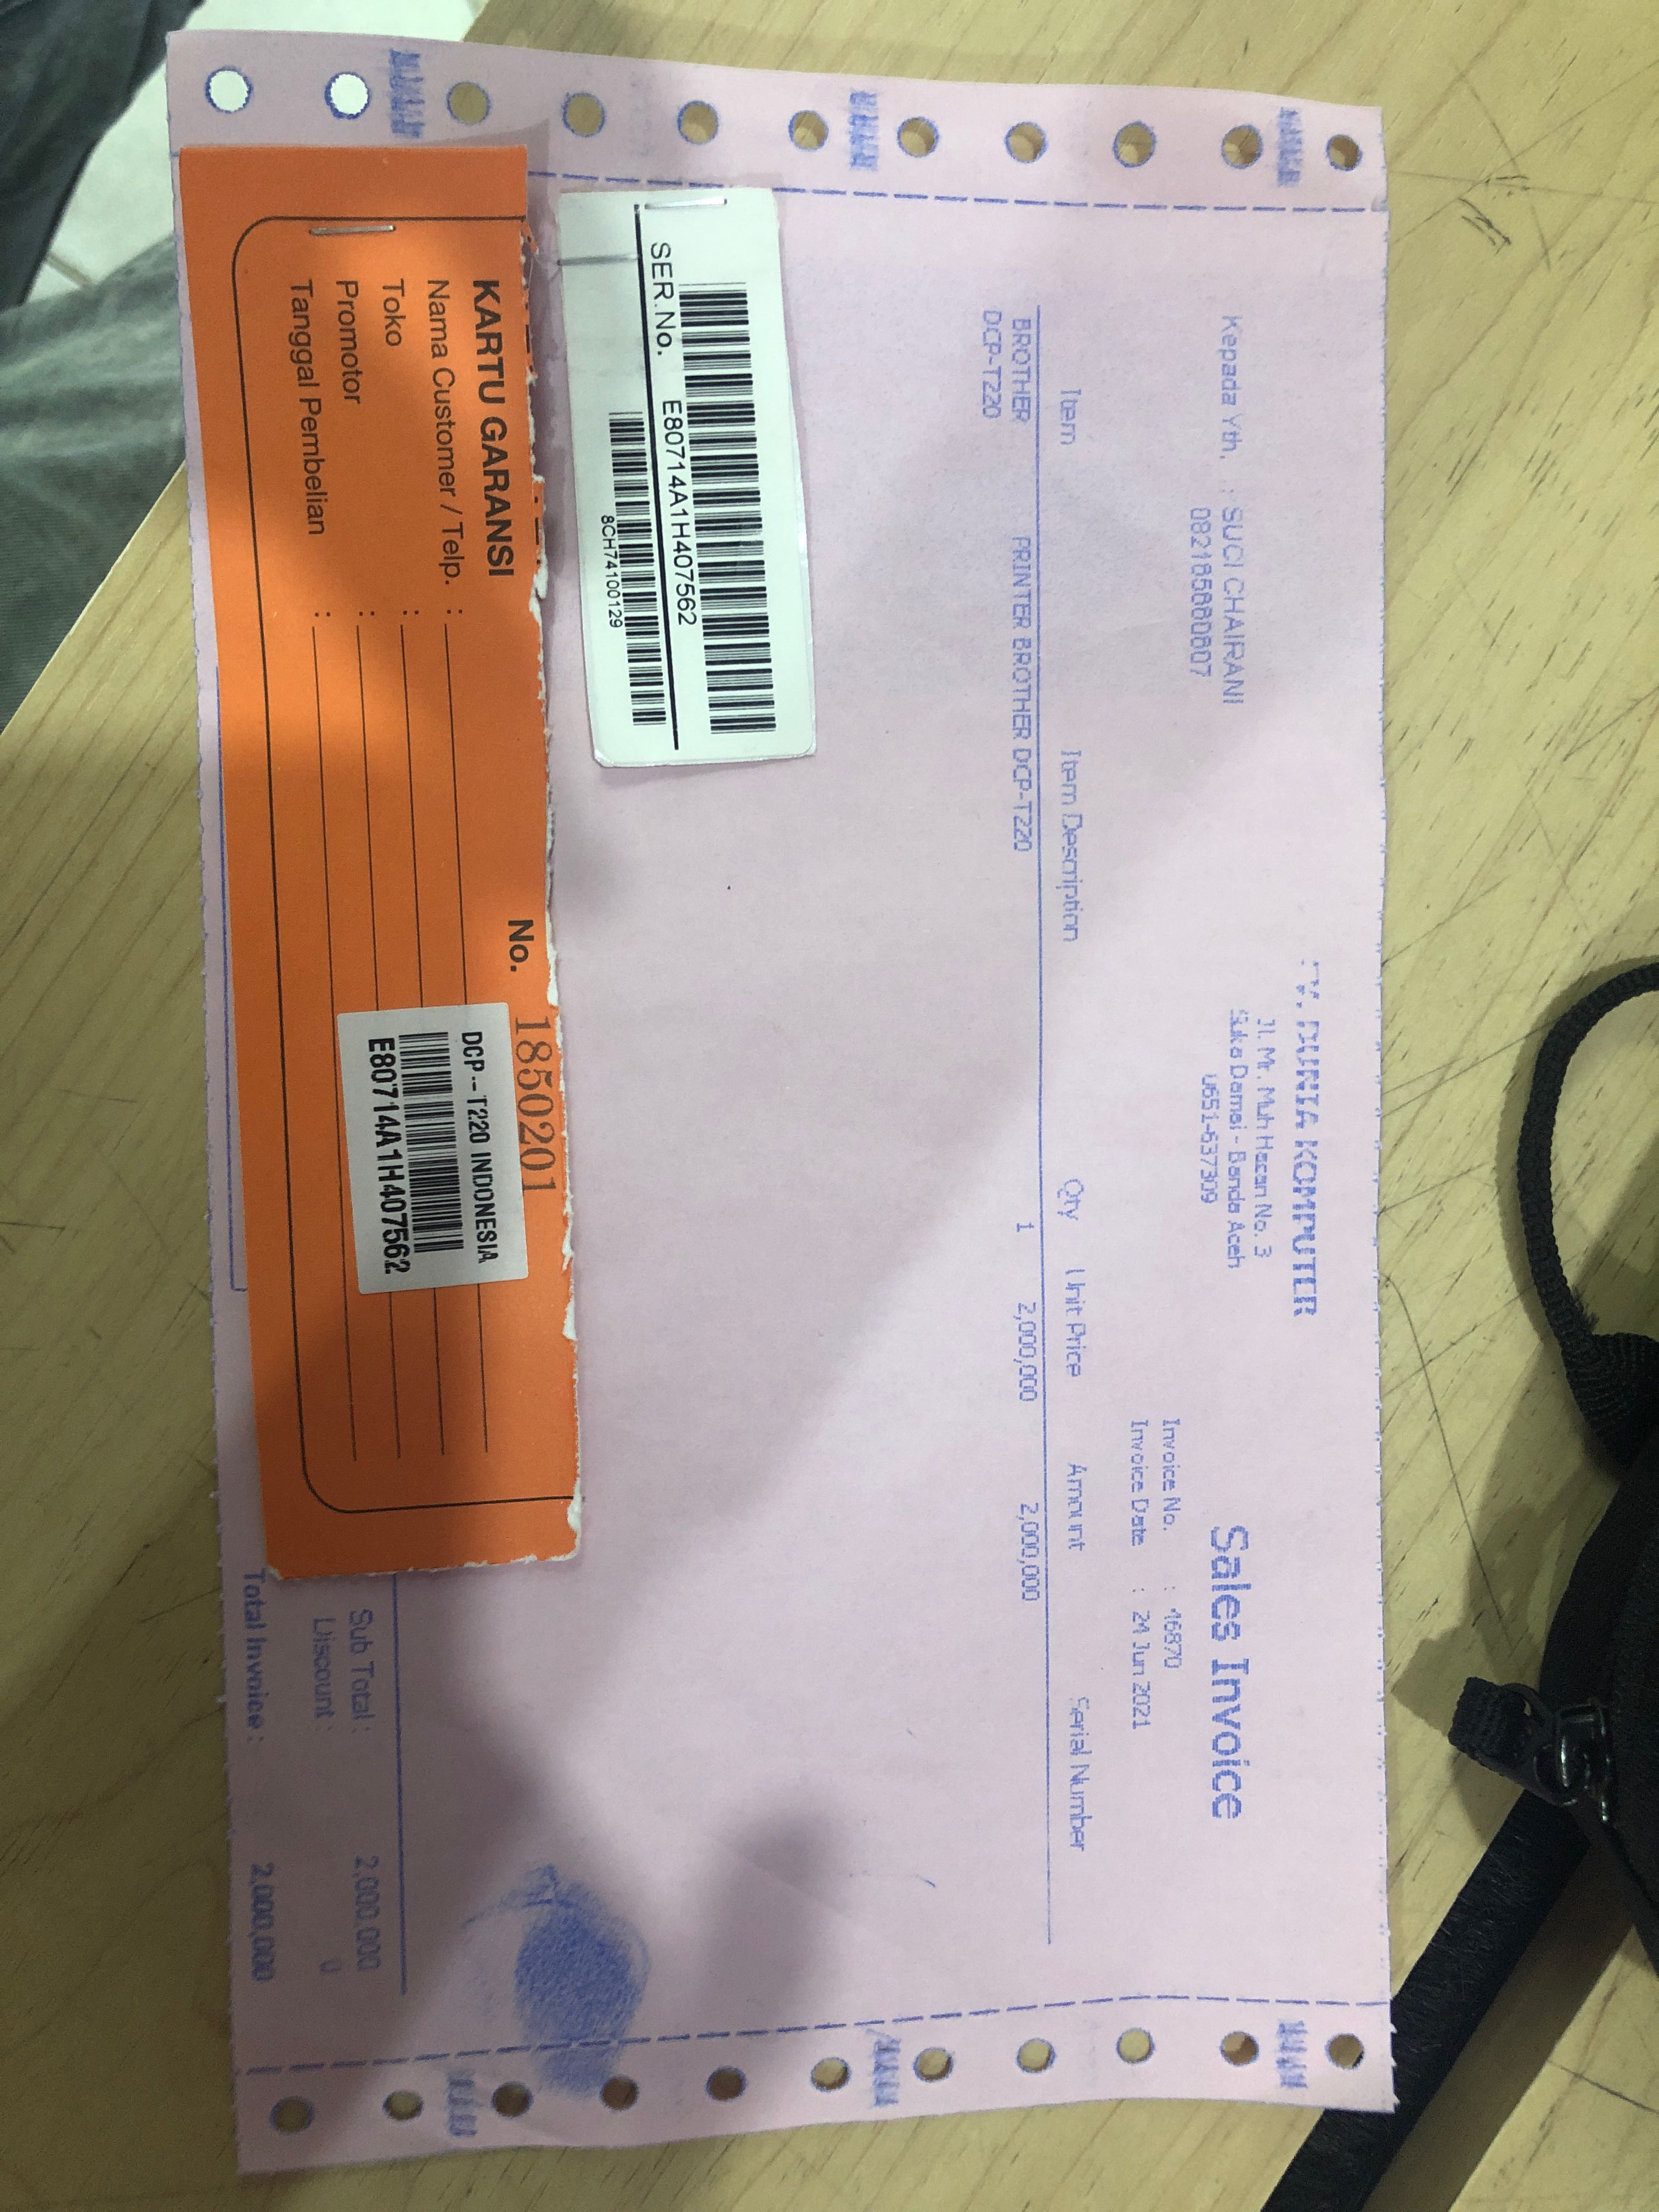 CV. DUNIA KOMPUTER
Jl. Mr. Muh Hasan No. 3
Suka Damai - Banda Aceh
0651-637309
Sales Invoice
Kepada Yth. : SUCI CHAIRANI
Invoice No. : 46870
Invoice Date : 24 Jun 2021
Item Item Description Qty Unit Price Amount Serial Number
BROTHER PRINTER BROTHER DCP-T220 1 2,000,000 2,000,000
DCP-T220
SER.No. E80714A1H407562
8CH74100129
No. 1850201
KARTU GARANSI
Nama Customer / Telp. :
Toko :
Promotor :
Tanggal Pembelian :
DCP-T220 INDONESIA
E80714A1H407562
Sub Total : 2,000,000
Discount : 0
Total Invoice : 2,000,000